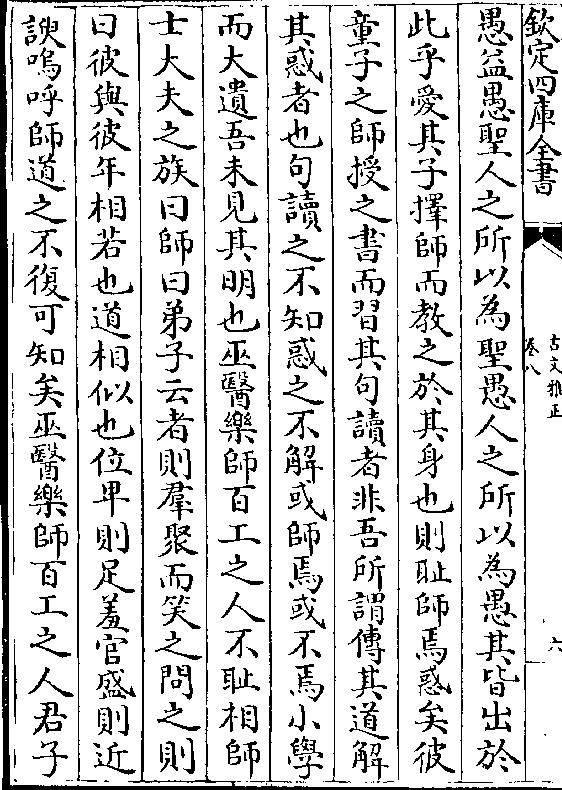 欽定四庫全書
古文雅正
卷八
六
愚益愚聖人之所以為聖愚人之所以為愚其皆出於
此乎愛其子擇師而教之於其身也則耻師焉惑矣彼
童子之師授之書而習其句讀者非吾所謂傳其道解
其惑者也句讀之不知惑之不解或師焉或不焉小學
而大遺吾未見其明也巫醫樂師百工之人不耻相師
士大夫之族曰師曰弟子云者則羣聚而笑之問之則
曰彼與彼年相若也道相似也位卑則足羞官盛則近
諛嗚呼師道之不復可知矣巫醫樂師百工之人君子